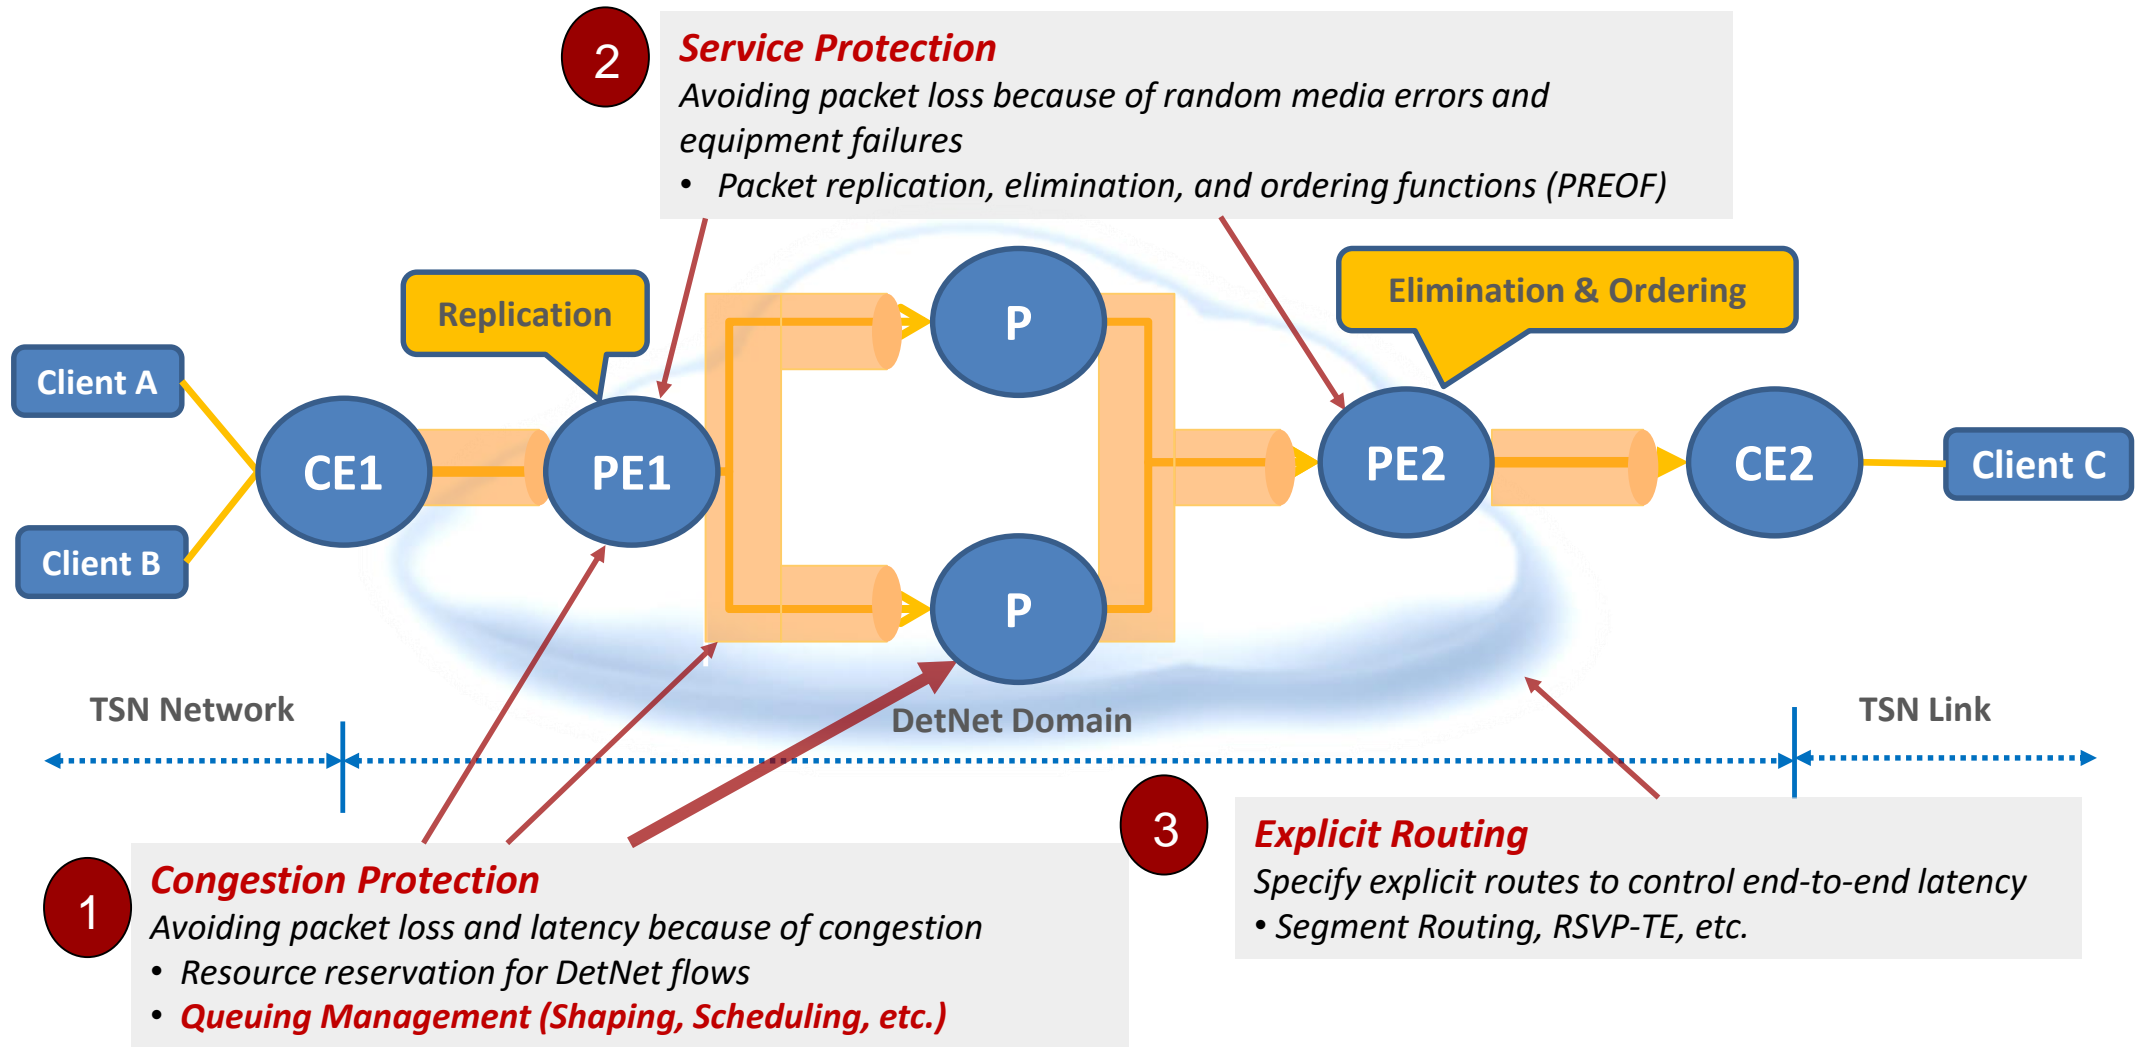 2
Service Protection
Avoiding packet loss because of random media errors and
equipment failures
• Packet replication, elimination, and ordering functions (PREOF)
Replication
Elimination & Ordering
P
Client A
CE1
PE1
PE2
CE2
Client C
Client B
P
TSN Network
DetNet Domain
TSN Link
1
Congestion Protection
Avoiding packet loss and latency because of congestion
• Resource reservation for DetNet flows
• Queuing Management (Shaping, Scheduling, etc.)
3
Explicit Routing
Specify explicit routes to control end-to-end latency
• Segment Routing, RSVP-TE, etc.